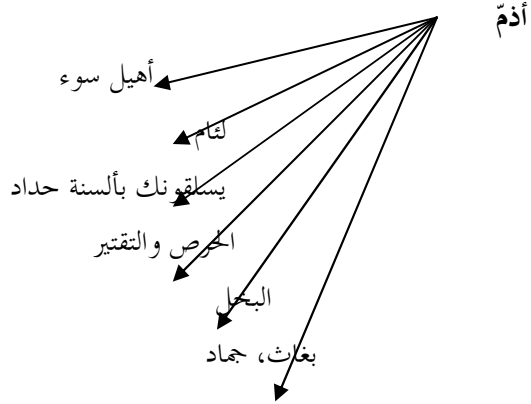 أذمّ
أهيل سوء
لئام
يسلقونك بألسنة حداد
الحرص والتقتير
البخل
بغاث، جماد